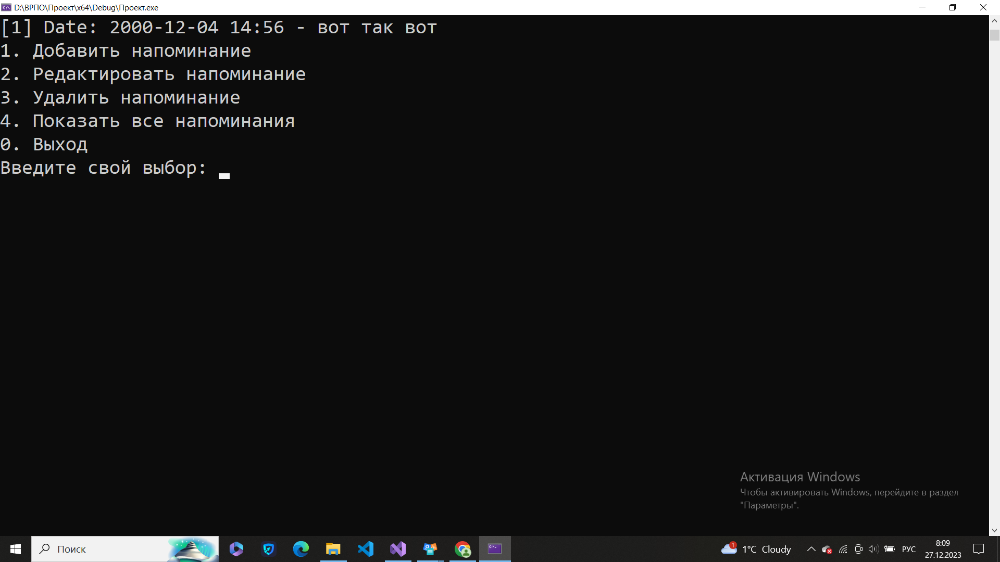 D:\ВРПО\Проект\x64\Debug\Проект.exe
[1] Date: 2000-12-04 14:56 - вот так вот
1. Добавить напоминание
2. Редактировать напоминание
3. Удалить напоминание
4. Показать все напоминания
0. Выход
Введите свой выбор:
Активация Windows
Чтобы активировать Windows, перейдите в раздел
"Параметры".
Поиск
1
1°C Cloudy
РУС
8:09
27.12.2023